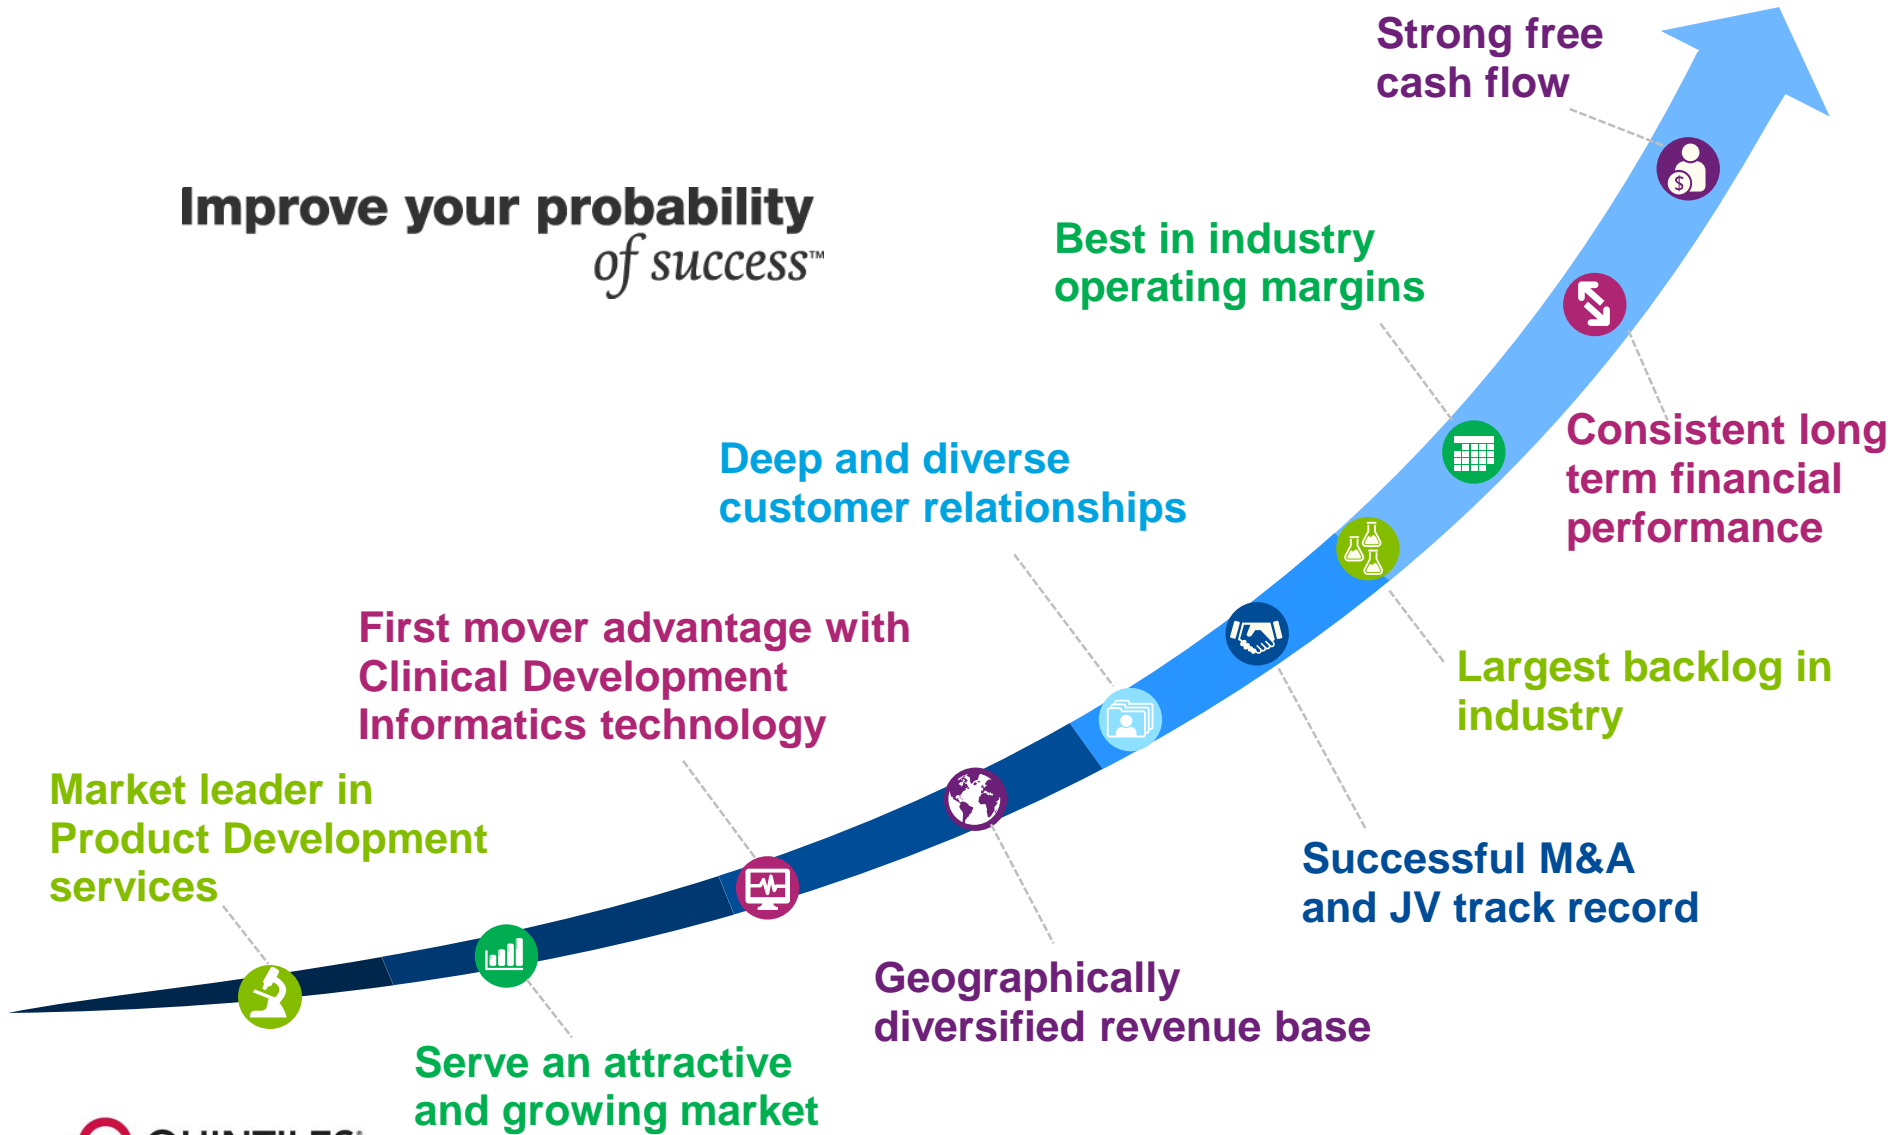 Strong free
cash flow
Improve your probability
of success™
Best in industry
operating margins
Consistent long
term financial
performance
Deep and diverse
customer relationships
First mover advantage with
Clinical Development
Informatics technology
Largest backlog in
industry
Market leader in
Product Development
services
Successful M&A
and JV track record
Geographically
diversified revenue base
Serve an attractive
and growing market
QUINTILES®
$